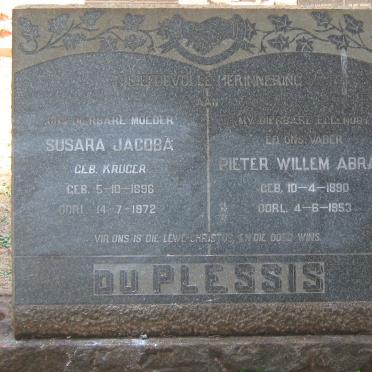 IN LIEFDEVOLLE HERINNERING
AAN
ONS DIERBARE MOEDER
SUSARA JACOBA
GEB. KRUGER
GEB. 5-10-1896
OORL. 14-7-1972
MY DIERBARE EGGENOOT
EN ONS VADER
PIETER WILLEM ABRA
GEB. 10-4-1890
OORL. 4-6-1953
VIR ONS IS DIE LEWE CHRISTUS, EN DIE DOOD WINS.
DU PLESSIS